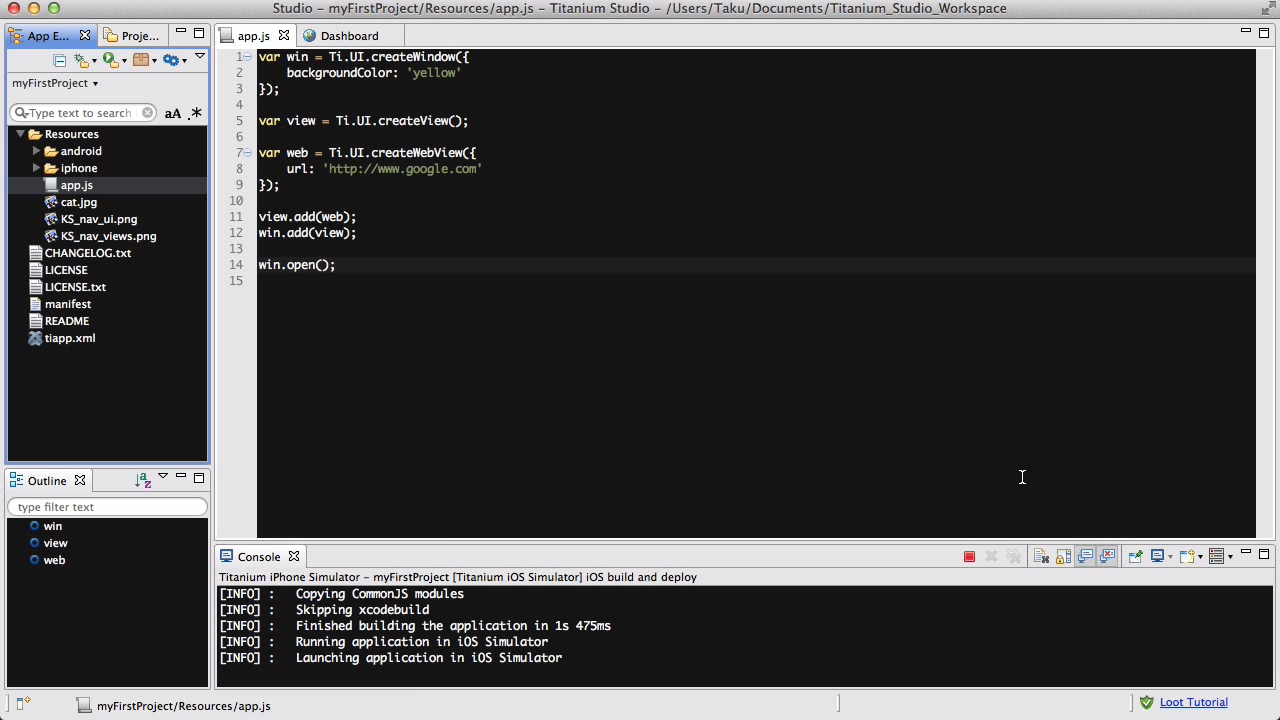 Studio - myFirstProject/Resources/app.js - Titanium Studio - /Users/Taku/Documents/Titanium_Studio_Workspace
App E...
Proje...
myFirstProject
Type text to search
aA .*
Resources
android
iphone
app.js
cat.jpg
KS_nav_ui.png
KS_nav_views.png
CHANGELOG.txt
LICENSE
LICENSE.txt
manifest
README
tiapp.xml
Outline
type filter text
win
view
web
app.js
Dashboard
1 var win = Ti.UI.createWindow({
2 backgroundColor: 'yellow'
3 });
4
5 var view = Ti.UI.createView();
6
7 var web = Ti.UI.createWebView({
8 url: 'http://www.google.com'
9 });
10
11 view.add(web);
12 win.add(view);
13
14 win.open();
15
Console
Titanium iPhone Simulator - myFirstProject [Titanium iOS Simulator] iOS build and deploy
[INFO] : Copying CommonJS modules
[INFO] : Skipping xcodebuild
[INFO] : Finished building the application in 1s 475ms
[INFO] : Running application in iOS Simulator
[INFO] : Launching application in iOS Simulator
myFirstProject/Resources/app.js
Loot Tutorial